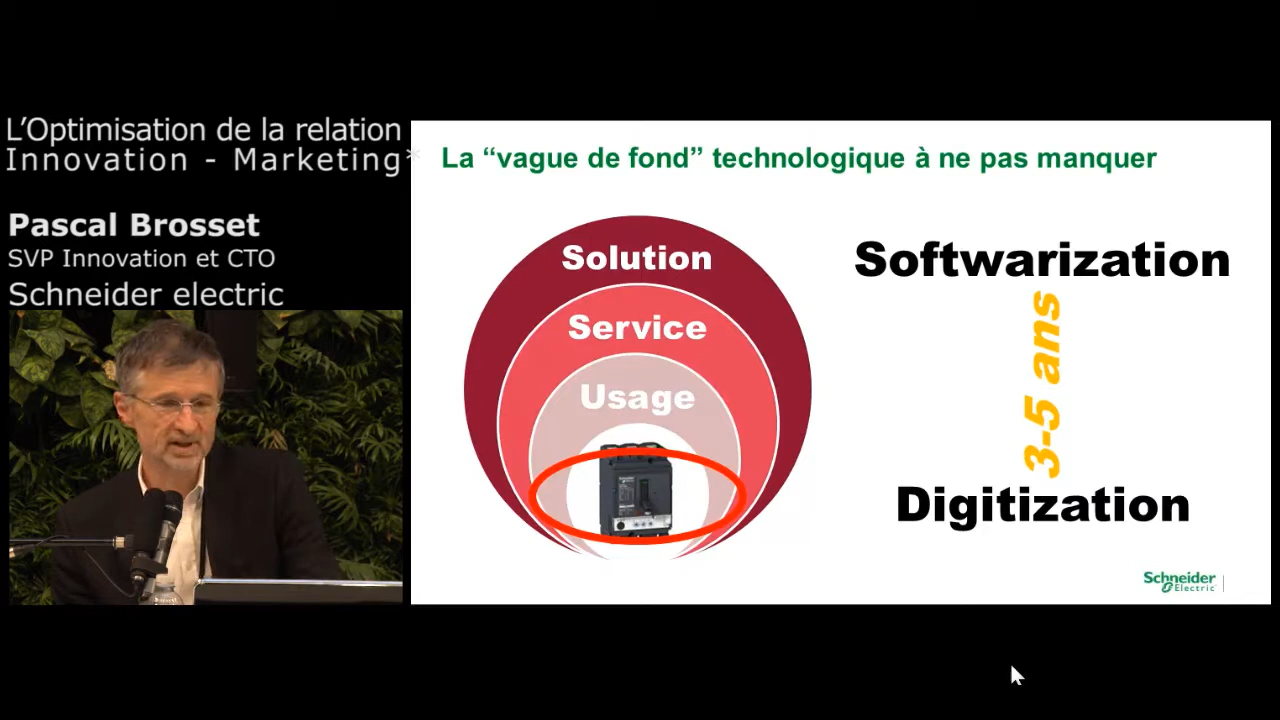 L’Optimisation de la relation
Innovation - Marketing*
Pascal Brosset
SVP Innovation et CTO
Schneider electric
La “vague de fond” technologique à ne pas manquer
Solution
Service
Usage
Softwarization
3-5 ans
Digitization
Schneider
Electric